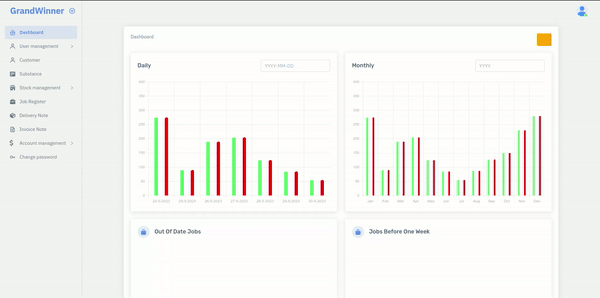 GrandWinner
Dashboard
User management
Customer
Substance
Stock management
Job Register
Delivery Note
Invoice Note
Account management
Change password
Dashboard
Daily
YYYY-MM-DD
Monthly
YYYY
400
350
300
250
200
150
100
50
0
400
350
300
250
200
150
100
50
0
Jan Feb Mar Apr May Jun Jul Aug Sep Oct Nov Dec
Out Of Date Jobs
Jobs Before One Week